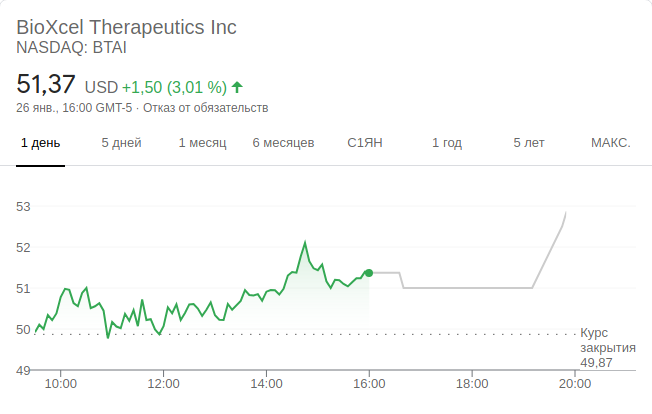 BioXcel Therapeutics Inc
NASDAQ: BTAI
51,37 USD +1,50 (3,01 %)
26 янв., 16:00 GMT-5 · Отказ от обязательств
1 день 5 дней 1 месяц 6 месяцев С1ЯН 1 год 5 лет МАКС.
53
52
51
50
Курс
закрытия
49,87
49
10:00 12:00 14:00 16:00 18:00 20:00